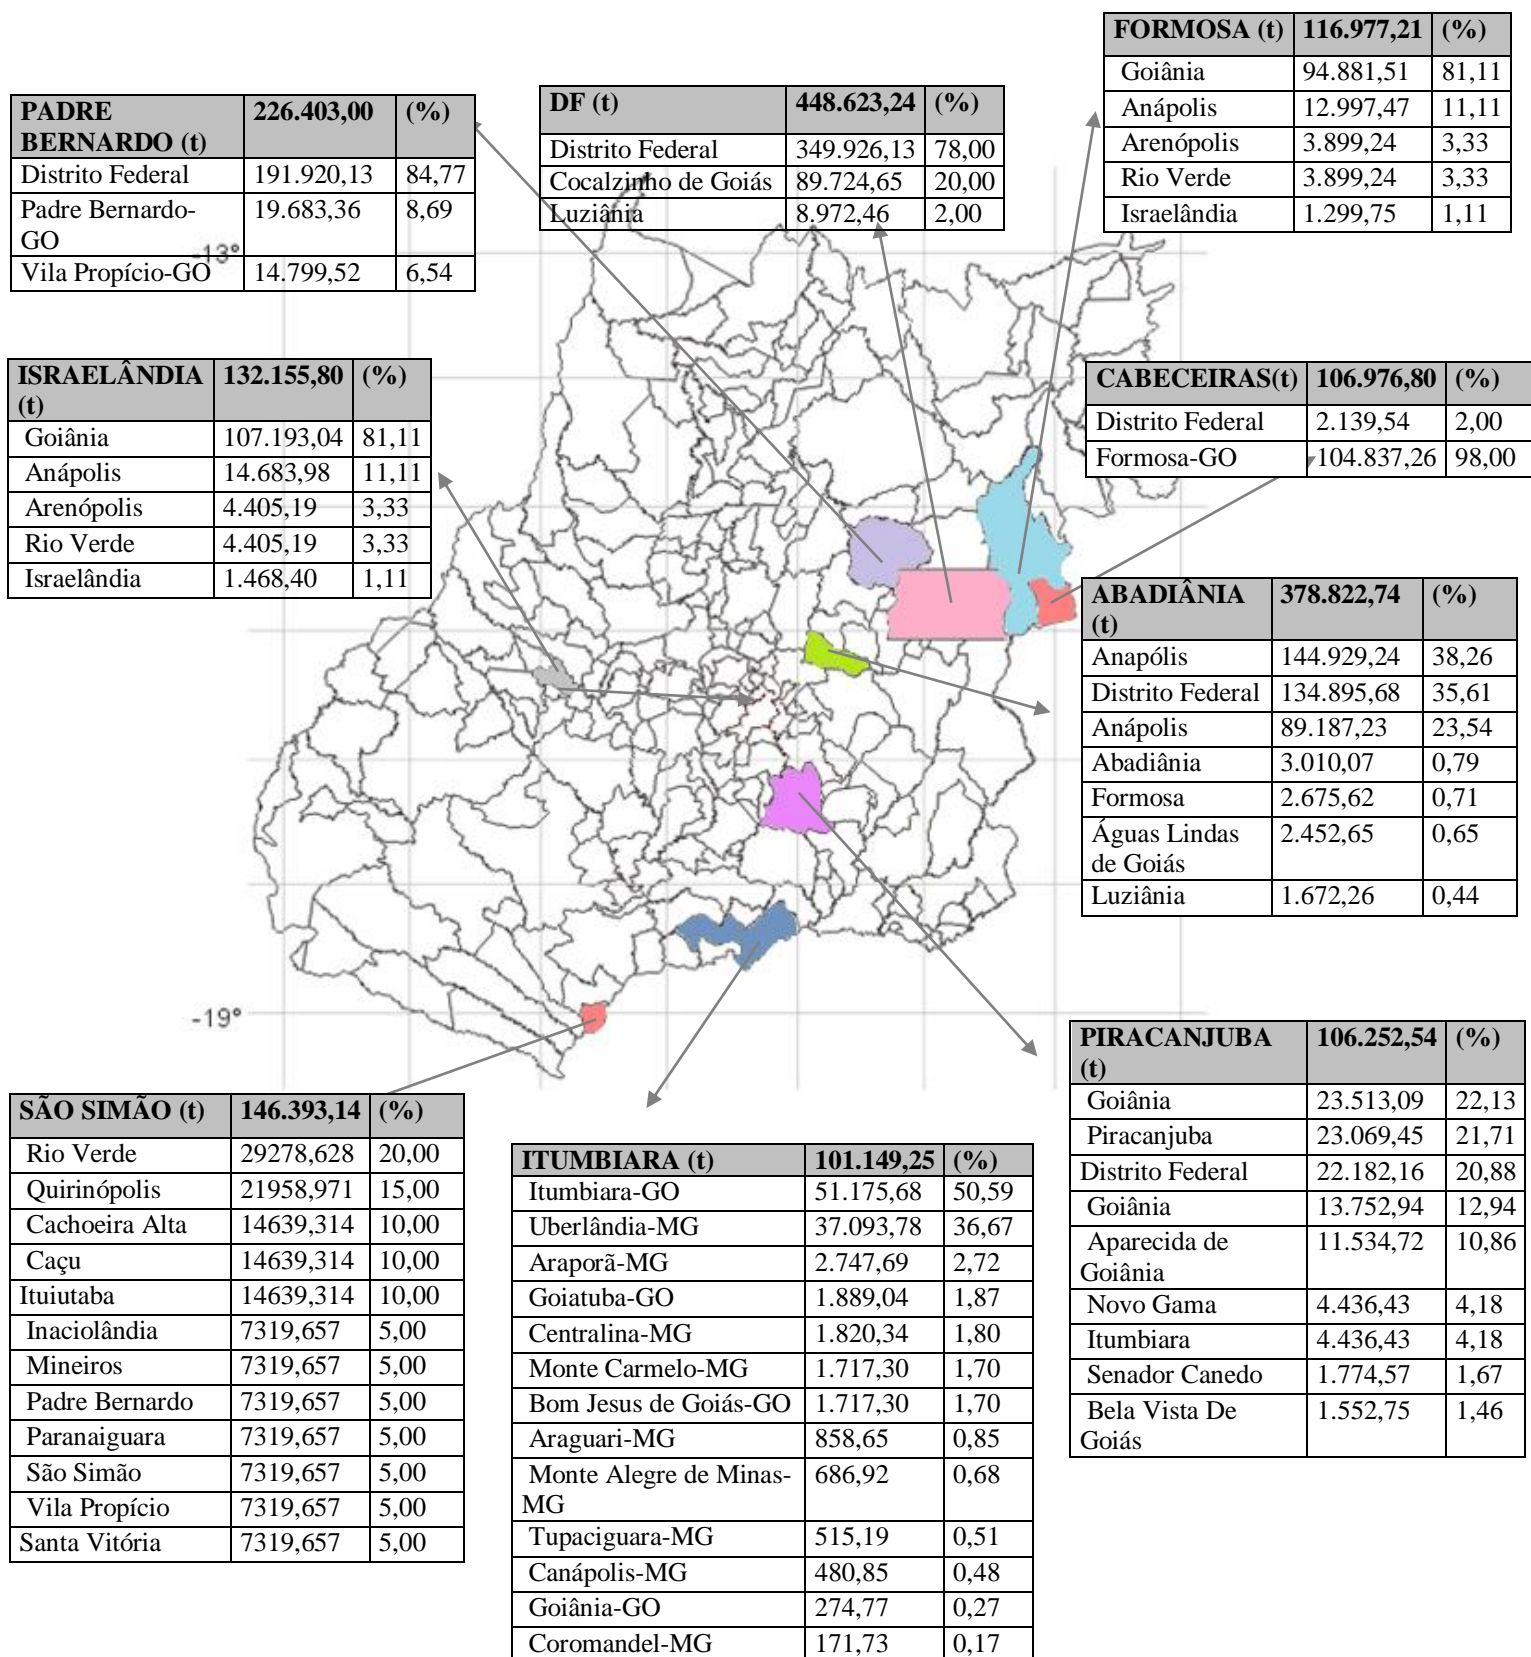 FORMOSA (t) 116.977,21 (%)
Goiânia 94.881,51 81,11
Anápolis 12.997,47 11,11
Arenópolis 3.899,24 3,33
Rio Verde 3.899,24 3,33
Israelândia 1.299,75 1,11
PADRE 226.403,00 (%)
BERNARDO (t)
Distrito Federal 191.920,13 84,77
Padre Bernardo- 19.683,36 8,69
GO
Vila Propício-GO 14.799,52 6,54
DF (t) 448.623,24 (%)
Distrito Federal 349.926,13 78,00
Cocalzinho de Goiás 89.724,65 20,00
Luziânia 8.972,46 2,00
-13°
ISRAELÂNDIA 132.155,80 (%)
(t)
Goiânia 107.193,04 81,11
Anápolis 14.683,98 11,11
Arenópolis 4.405,19 3,33
Rio Verde 4.405,19 3,33
Israelândia 1.468,40 1,11
CABECEIRAS(t) 106.976,80 (%)
Distrito Federal 2.139,54 2,00
Formosa-GO 104.837,26 98,00
ABADIÂNIA 378.822,74 (%)
(t)
Anapólis 144.929,24 38,26
Distrito Federal 134.895,68 35,61
Anápolis 89.187,23 23,54
Abadiânia 3.010,07 0,79
Formosa 2.675,62 0,71
Águas Lindas 2.452,65 0,65
de Goiás
Luziânia 1.672,26 0,44
-19°
PIRACANJUBA 106.252,54 (%)
(t)
Goiânia 23.513,09 22,13
Piracanjuba 23.069,45 21,71
Distrito Federal 22.182,16 20,88
Goiânia 13.752,94 12,94
Aparecida de 11.534,72 10,86
Goiânia
Novo Gama 4.436,43 4,18
Itumbiara 4.436,43 4,18
Senador Canedo 1.774,57 1,67
Bela Vista De 1.552,75 1,46
Goiás
SÃO SIMÃO (t) 146.393,14 (%)
Rio Verde 29278,628 20,00
Quirinópolis 21958,971 15,00
Cachoeira Alta 14639,314 10,00
Caçu 14639,314 10,00
Ituiutaba 14639,314 10,00
Inaciolândia 7319,657 5,00
Mineiros 7319,657 5,00
Padre Bernardo 7319,657 5,00
Paranaiguara 7319,657 5,00
São Simão 7319,657 5,00
Vila Propício 7319,657 5,00
Santa Vitória 7319,657 5,00
ITUMBIARA (t) 101.149,25 (%)
Itumbiara-GO 51.175,68 50,59
Uberlândia-MG 37.093,78 36,67
Araporã-MG 2.747,69 2,72
Goiatuba-GO 1.889,04 1,87
Centralina-MG 1.820,34 1,80
Monte Carmelo-MG 1.717,30 1,70
Bom Jesus de Goiás-GO 1.717,30 1,70
Araguari-MG 858,65 0,85
Monte Alegre de Minas- 686,92 0,68
MG
Tupaciguara-MG 515,19 0,51
Canápolis-MG 480,85 0,48
Goiânia-GO 274,77 0,27
Coromandel-MG 171,73 0,17